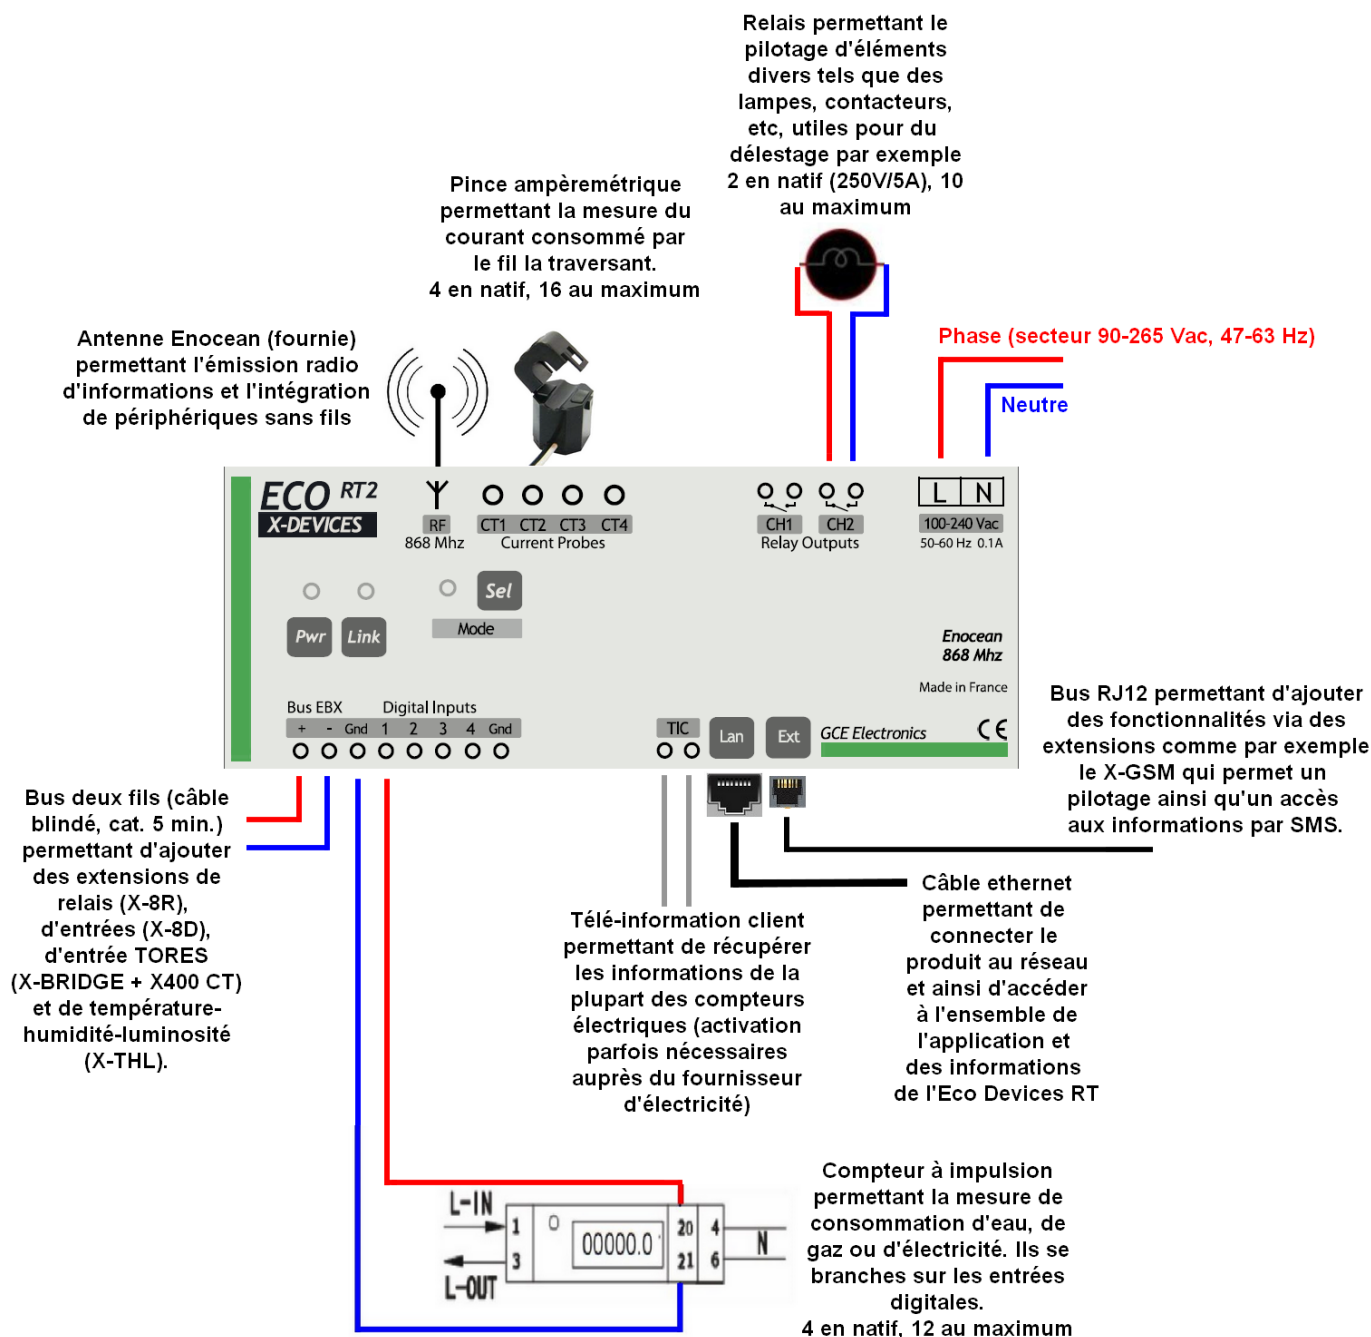 Relais permettant le
pilotage d'éléments
divers tels que des
lampes, contacteurs,
etc, utiles pour du
délestage par exemple
2 en natif (250V/5A), 10
au maximum
Pince ampèremétrique
permettant la mesure du
courant consommé par
le fil la traversant.
4 en natif, 16 au maximum
Antenne Enocean (fournie)
permettant l'émission radio
d'informations et l'intégration
de périphériques sans fils
Phase (secteur 90-265 Vac, 47-63 Hz)
Neutre
ECO RT2
X-DEVICES
RF
868 Mhz
CT1 CT2 CT3 CT4
Current Probes
CH1 CH2
Relay Outputs
L N
100-240 Vac
50-60 Hz 0.1A
Sel
Mode
Pwr Link
Enocean
868 Mhz
Made in France
Bus EBX Digital Inputs
+ - Gnd 1 2 3 4 Gnd
TIC
Lan
Ext
GCE Electronics
CE
Bus RJ12 permettant d'ajouter
des fonctionnalités via des
extensions comme par exemple
le X-GSM qui permet un
pilotage ainsi qu'un accès
aux informations par SMS.
Bus deux fils (câble
blindé, cat. 5 min.)
permettant d'ajouter
des extensions de
relais (X-8R),
d'entrées (X-8D),
d'entrée TORES
(X-BRIDGE + X400 CT)
et de température-
humidité-luminosité
(X-THL).
Télé-information client
permettant de récupérer
les informations de la
plupart des compteurs
électriques (activation
parfois nécessaires
auprès du fournisseur
d'électricité)
Câble ethernet
permettant de
connecter le
produit au réseau
et ainsi d'accéder
à l'ensemble de
l'application et
des informations
de l'Eco Devices RT
L-IN
1 00000.0 20 4
3 21 6
N
L-OUT
Compteur à impulsion
permettant la mesure de
consommation d'eau, de
gaz ou d'électricité. Ils se
branches sur les entrées
digitales.
4 en natif, 12 au maximum